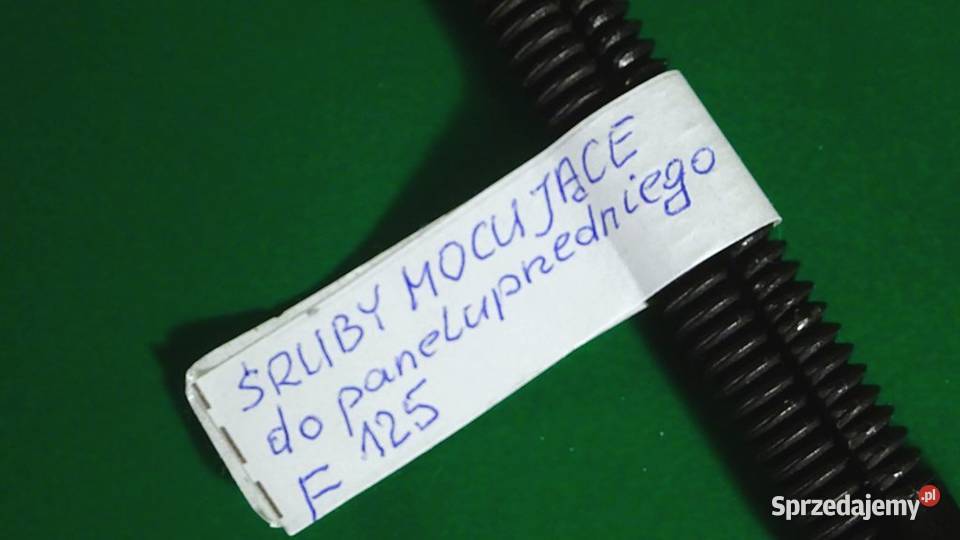 ŚRUBY MOCUJĄCE
do panelu przedniego
F 125
Sprzedajemy.pl